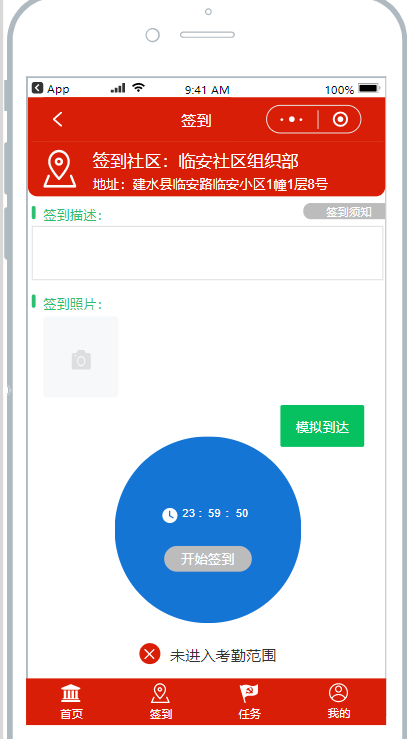 App
9:41 AM
100%
签到
签到社区：临安社区组织部
地址：建水县临安路临安小区1幢1层8号
签到描述：
签到须知
签到照片：
模拟到达
23：59：50
开始签到
未进入考勤范围
首页
签到
任务
我的